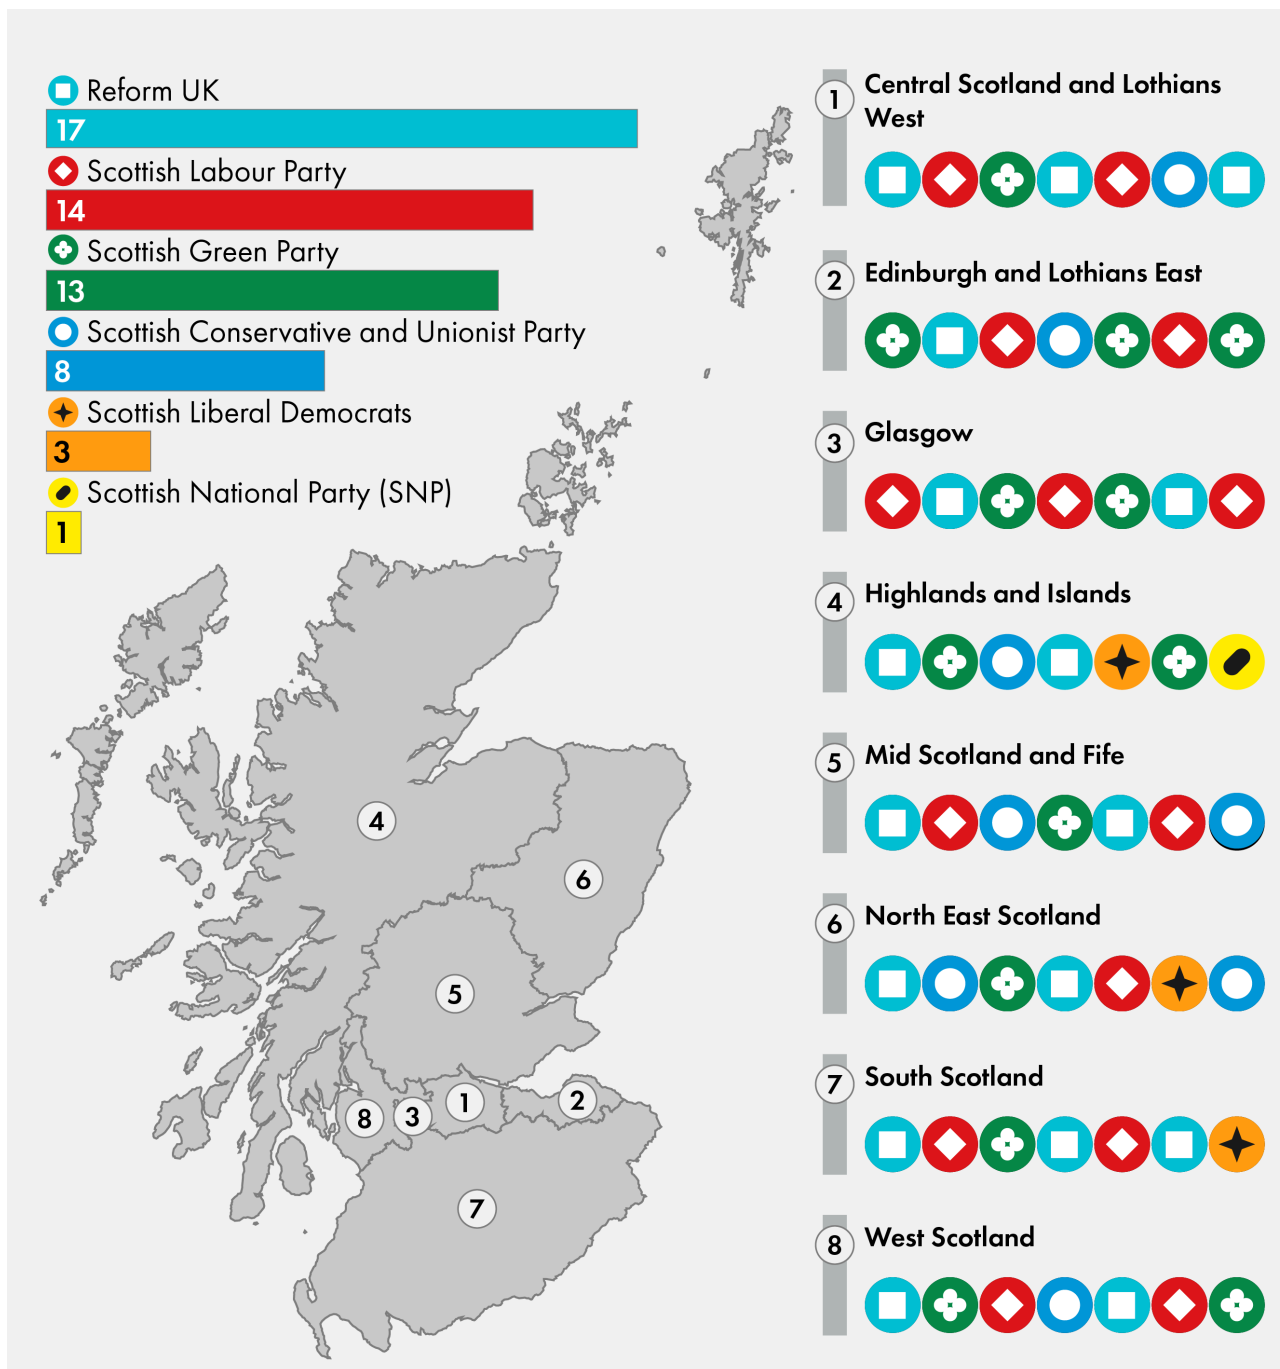 Reform UK
17
Scottish Labour Party
14
Scottish Green Party
13
Scottish Conservative and Unionist Party
8
Scottish Liberal Democrats
3
Scottish National Party (SNP)
1
4
6
5
8
3
1
2
7
1
Central Scotland and Lothians
West
2
Edinburgh and Lothians East
3
Glasgow
4
Highlands and Islands
5
Mid Scotland and Fife
6
North East Scotland
7
South Scotland
8
West Scotland